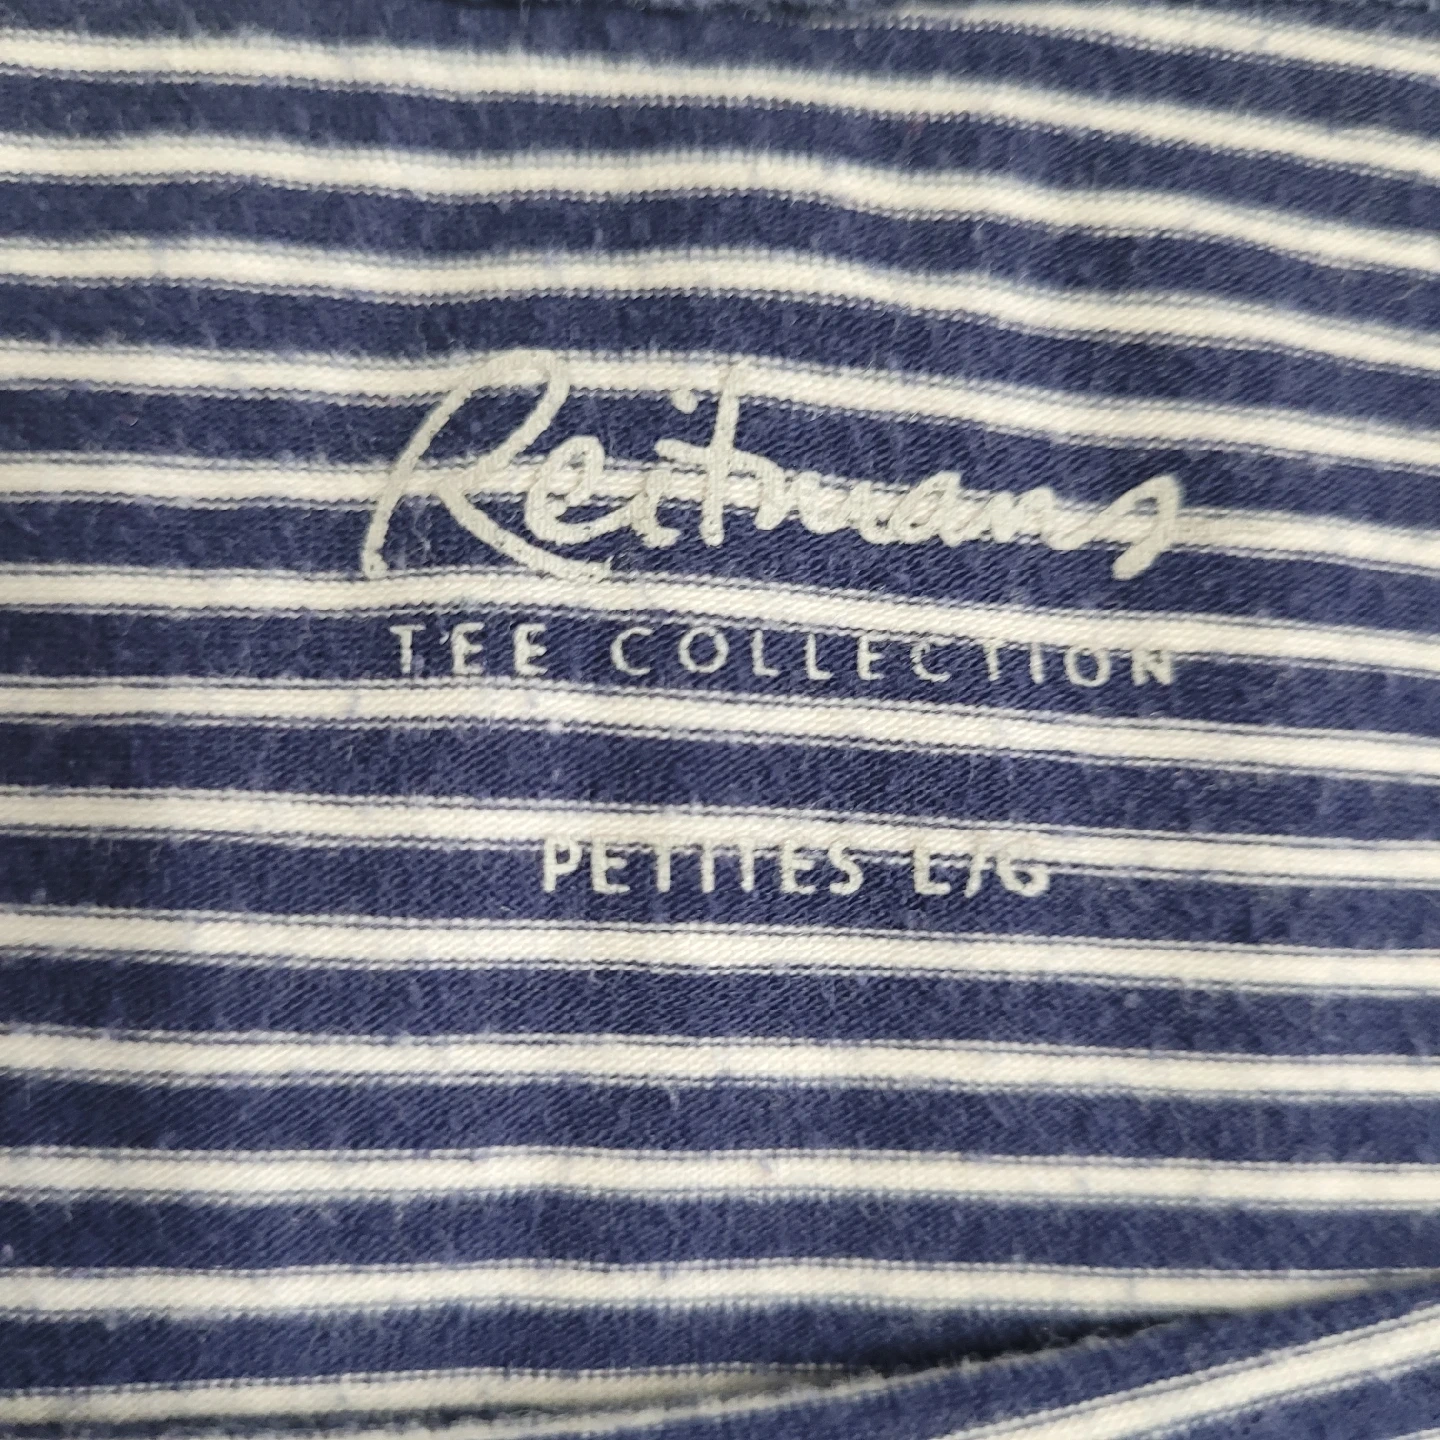 Reitmans
TEE COLLECTION
PETITES L/G